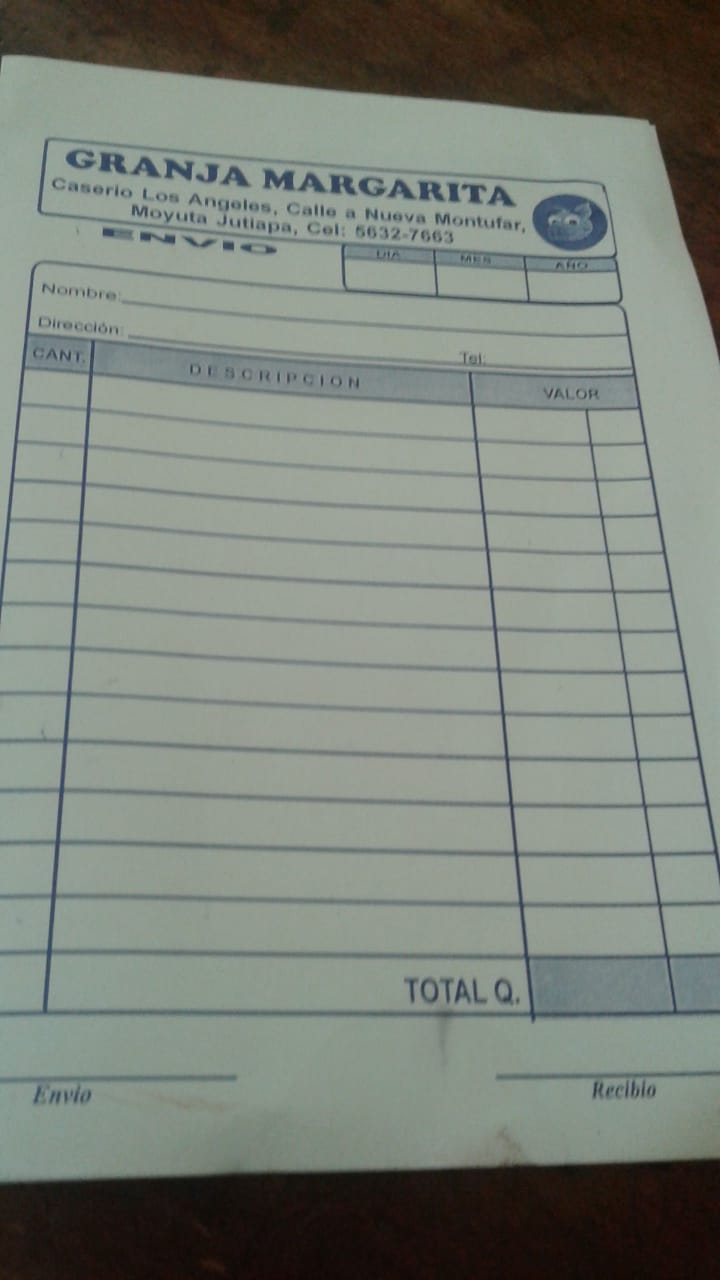 GRANJA MARGARITA
Caserio Los Angeles, Calle a Nueva Montufar,
Moyuta Jutiapa, Cel: 5632-7663
ENVIO
DIA MES AÑO
Nombre:
Dirección: Tel:
CANT. DESCRIPCION VALOR
TOTAL Q.
Envio Recibio